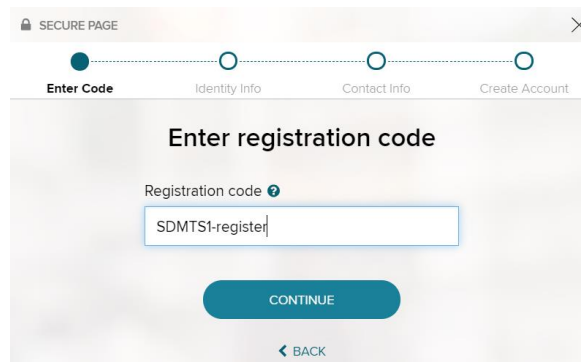 SECURE PAGE
Enter Code
Identity Info
Contact Info
Create Account
Enter registration code
Registration code ?
SDMTS1-register
CONTINUE
BACK